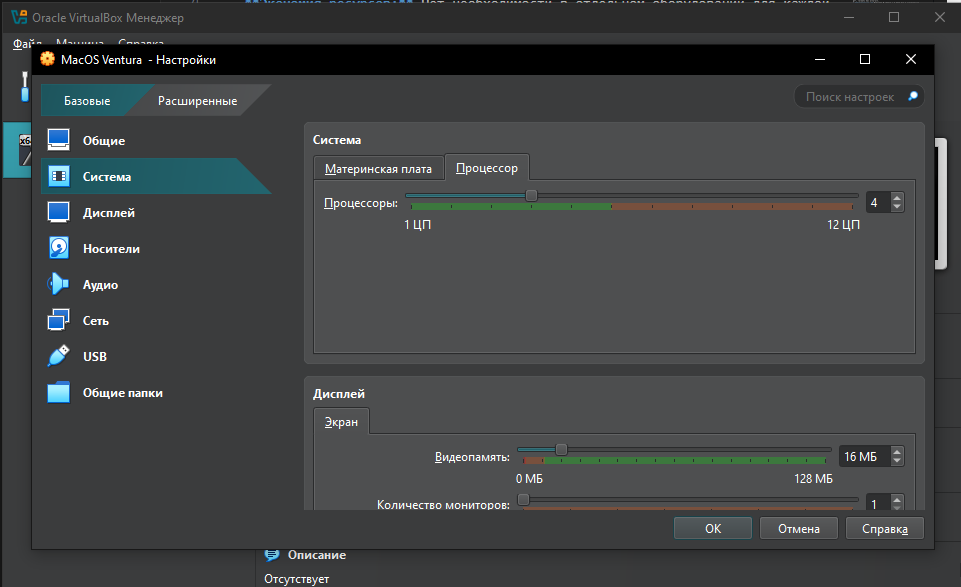 Oracle VirtualBox Менеджер
Файл Машина Справка
MacOS Ventura - Настройки
Базовые
Расширенные
Поиск настроек
Общие
Система
Дисплей
Носители
Аудио
Сеть
USB
Общие папки
Система
Материнская плата
Процессор
Процессоры:
4
1 ЦП
12 ЦП
Дисплей
Экран
Видеопамять:
16 МБ
0 МБ
128 МБ
Количество мониторов:
1
OK
Отмена
Справка
Описание
Отсутствует